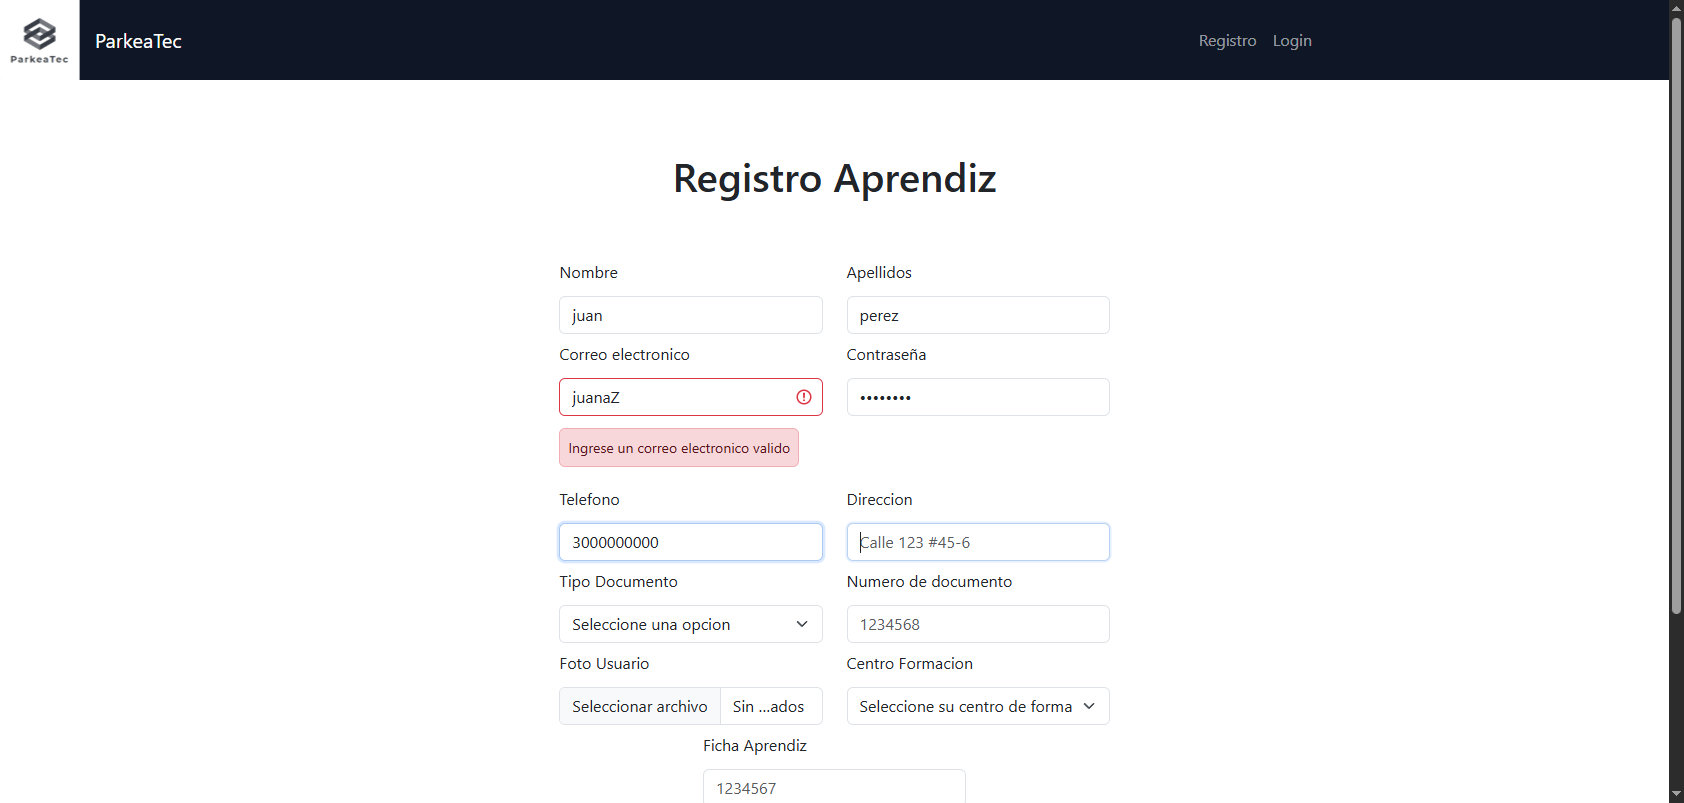 ParkeaTec
ParkeaTec
Registro Login
Registro Aprendiz
Nombre
Apellidos
juan
perez
Correo electronico
Contraseña
juanaZ
••••••••
Ingrese un correo electronico valido
Telefono
Direccion
3000000000
Calle 123 #45-6
Tipo Documento
Numero de documento
Seleccione una opcion
1234568
Foto Usuario
Centro Formacion
Seleccionar archivo Sin ...ados
Seleccione su centro de forma
Ficha Aprendiz
1234567